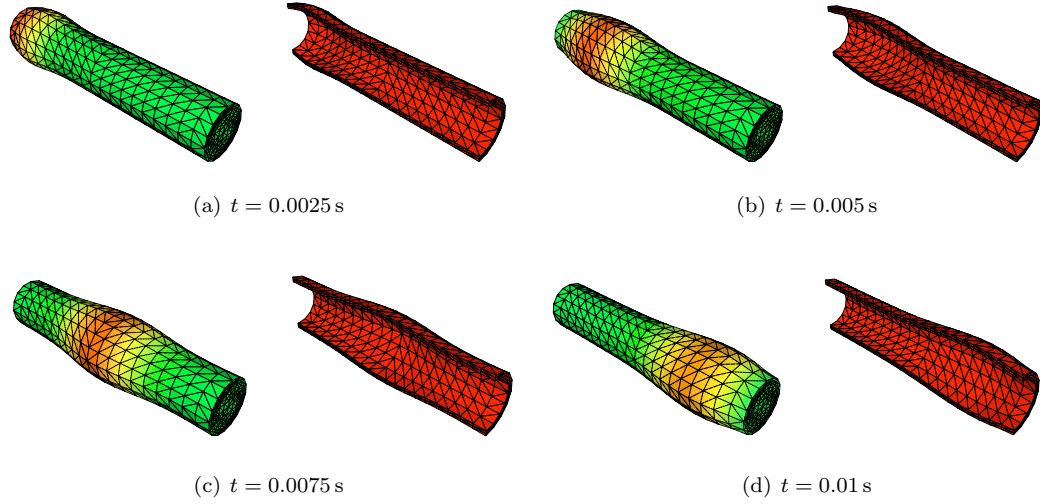 (a) t = 0.0025 s
(b) t = 0.005 s
(c) t = 0.0075 s
(d) t = 0.01 s